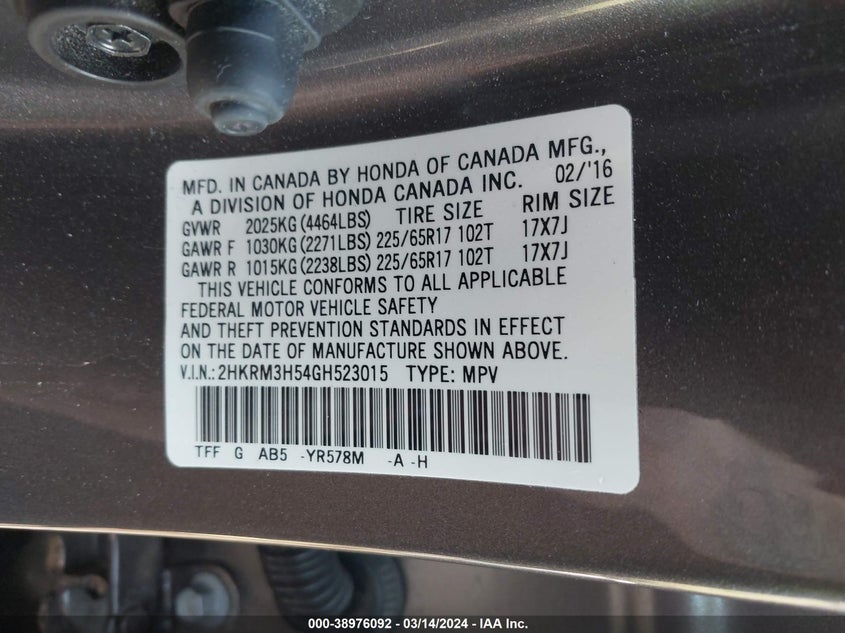 MFD. IN CANADA BY HONDA OF CANADA MFG.,
A DIVISION OF HONDA CANADA INC. 02/'16
GVWR 2025KG (4464LBS) TIRE SIZE RIM SIZE
GAWR F 1030KG (2271LBS) 225/65R17 102T 17X7J
GAWR R 1015KG (2238LBS) 225/65R17 102T 17X7J
THIS VEHICLE CONFORMS TO ALL APPLICABLE
FEDERAL MOTOR VEHICLE SAFETY
AND THEFT PREVENTION STANDARDS IN EFFECT
ON THE DATE OF MANUFACTURE SHOWN ABOVE.
V.I.N.: 2HKRM3H54GH523015 TYPE: MPV
TFF G AB5 -YR578M -A -H
000-38976092 - 03/14/2024 - IAA Inc.